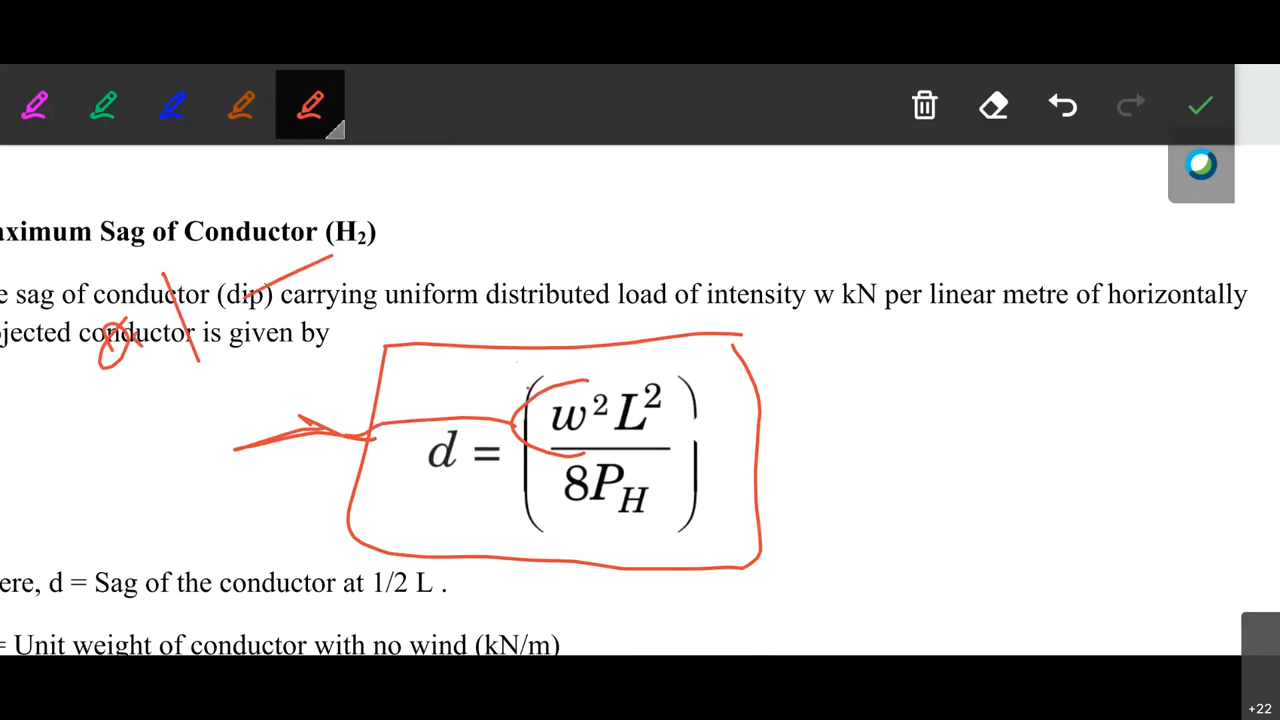 aximum Sag of Conductor (H₂)
e sag of conductor (dip) carrying uniform distributed load of intensity w kN per linear metre of horizontally
jected conductor is given by
d = (w²L² / 8P_H)
ere, d = Sag of the conductor at 1/2 L .
= Unit weight of conductor with no wind (kN/m)
+22